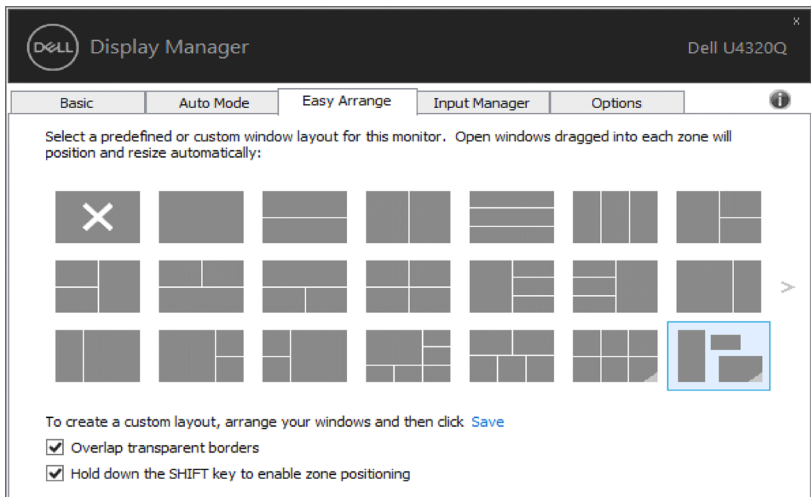 x
DELL Display Manager Dell U4320Q
Basic Auto Mode Easy Arrange Input Manager Options i
Select a predefined or custom window layout for this monitor.  Open windows dragged into each zone will
position and resize automatically:
>
To create a custom layout, arrange your windows and then click Save
Overlap transparent borders
Hold down the SHIFT key to enable zone positioning